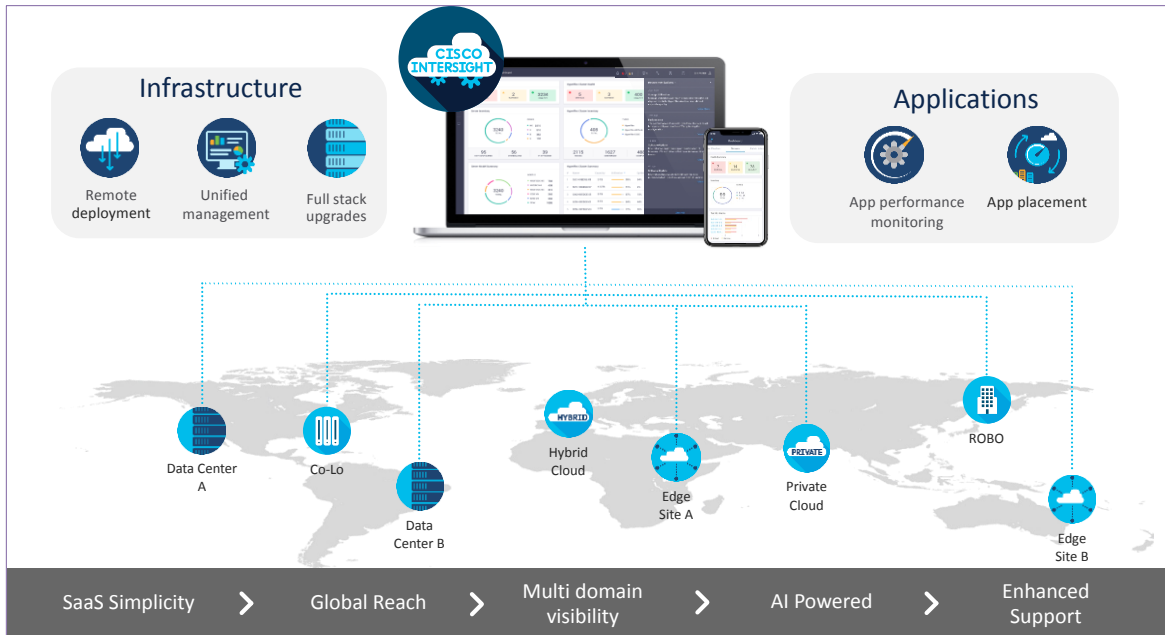 CISCO
INTERSIGHT
Infrastructure
Remote
deployment
Unified
management
Full stack
upgrades
Applications
App performance
monitoring
App placement
Data Center
A
Co-Lo
Data
Center B
HYBRID
Hybrid
Cloud
Edge
Site A
PRIVATE
Private
Cloud
ROBO
Edge
Site B
SaaS Simplicity
Global Reach
Multi domain
visibility
AI Powered
Enhanced
Support